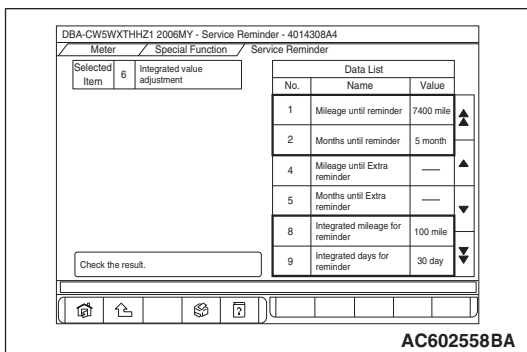 DBA-CW5WXTHHZ1 2006MY - Service Reminder - 4014308A4
Meter / Special Function / Service Reminder
Selected Item 6 Integrated value adjustment
Data List
No. Name Value
1 Mileage until reminder 7400 mile
2 Months until reminder 5 month
4 Mileage until Extra reminder —
5 Months until Extra reminder —
8 Integrated mileage for reminder 100 mile
9 Integrated days for reminder 30 day
Check the result.
?
AC602558BA